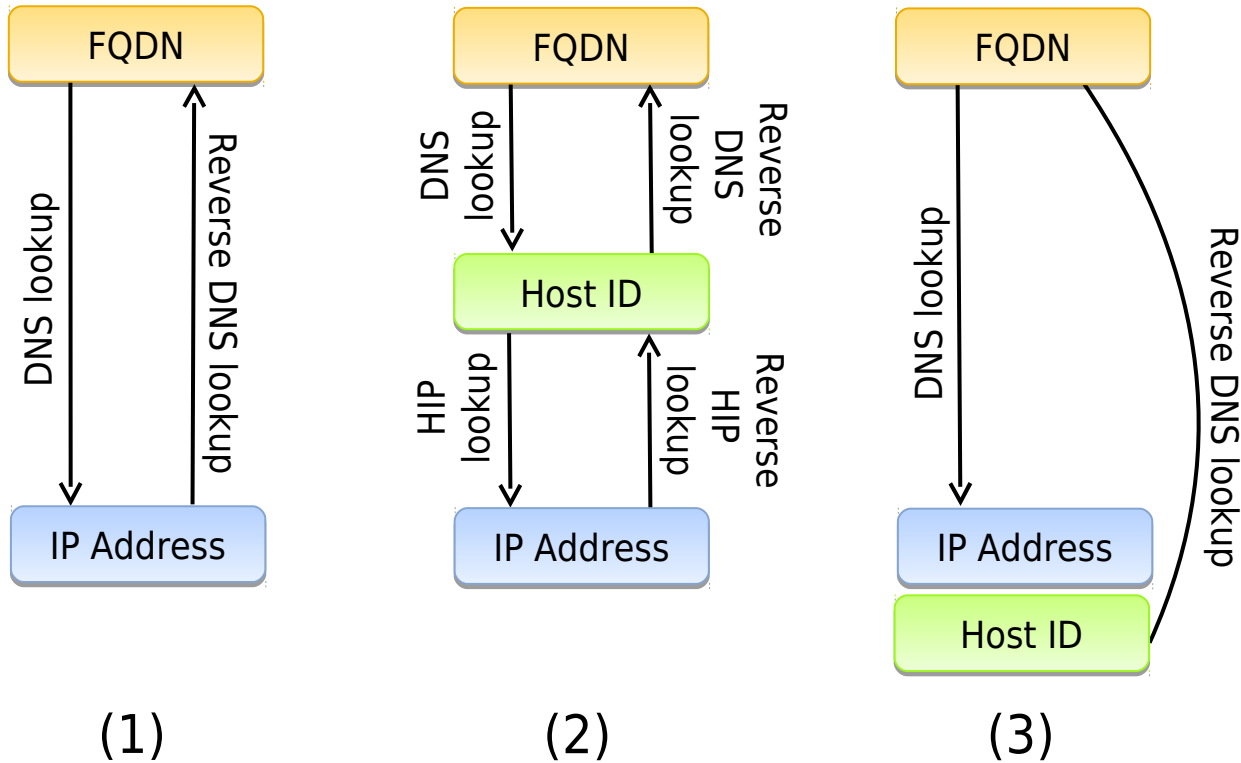 FQDN
DNS lookup
Reverse DNS lookup
IP Address
(1)
FQDN
DNS
lookup
Reverse
DNS
lookup
Host ID
HIP
lookup
Reverse
HIP
lookup
IP Address
(2)
FQDN
DNS lookup
Reverse DNS lookup
IP Address
Host ID
(3)